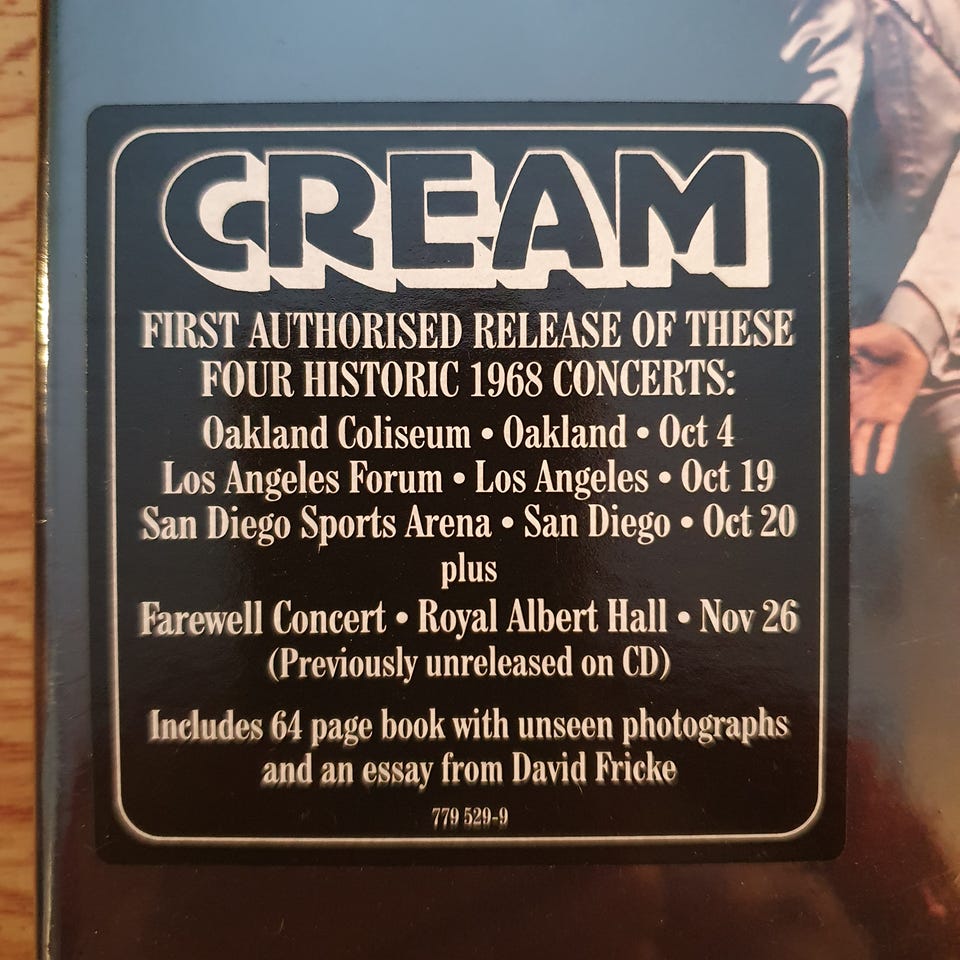 CREAM
FIRST AUTHORISED RELEASE OF THESE
FOUR HISTORIC 1968 CONCERTS:
Oakland Coliseum • Oakland • Oct 4
Los Angeles Forum • Los Angeles • Oct 19
San Diego Sports Arena • San Diego • Oct 20
plus
Farewell Concert • Royal Albert Hall • Nov 26
(Previously unreleased on CD)
Includes 64 page book with unseen photographs
and an essay from David Fricke
779 529-9